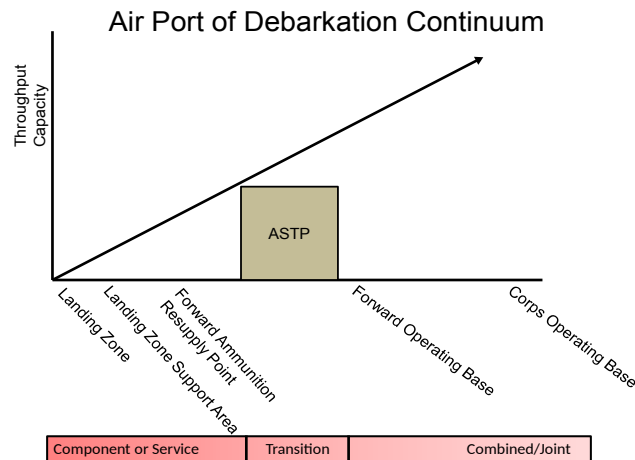 Air Port of Debarkation Continuum
Throughput
Capacity
ASTP
Landing Zone
Landing Zone Support Area
Forward Ammunition
Resupply Point
Forward Operating Base
Corps Operating Base
Component or Service
Transition
Combined/Joint